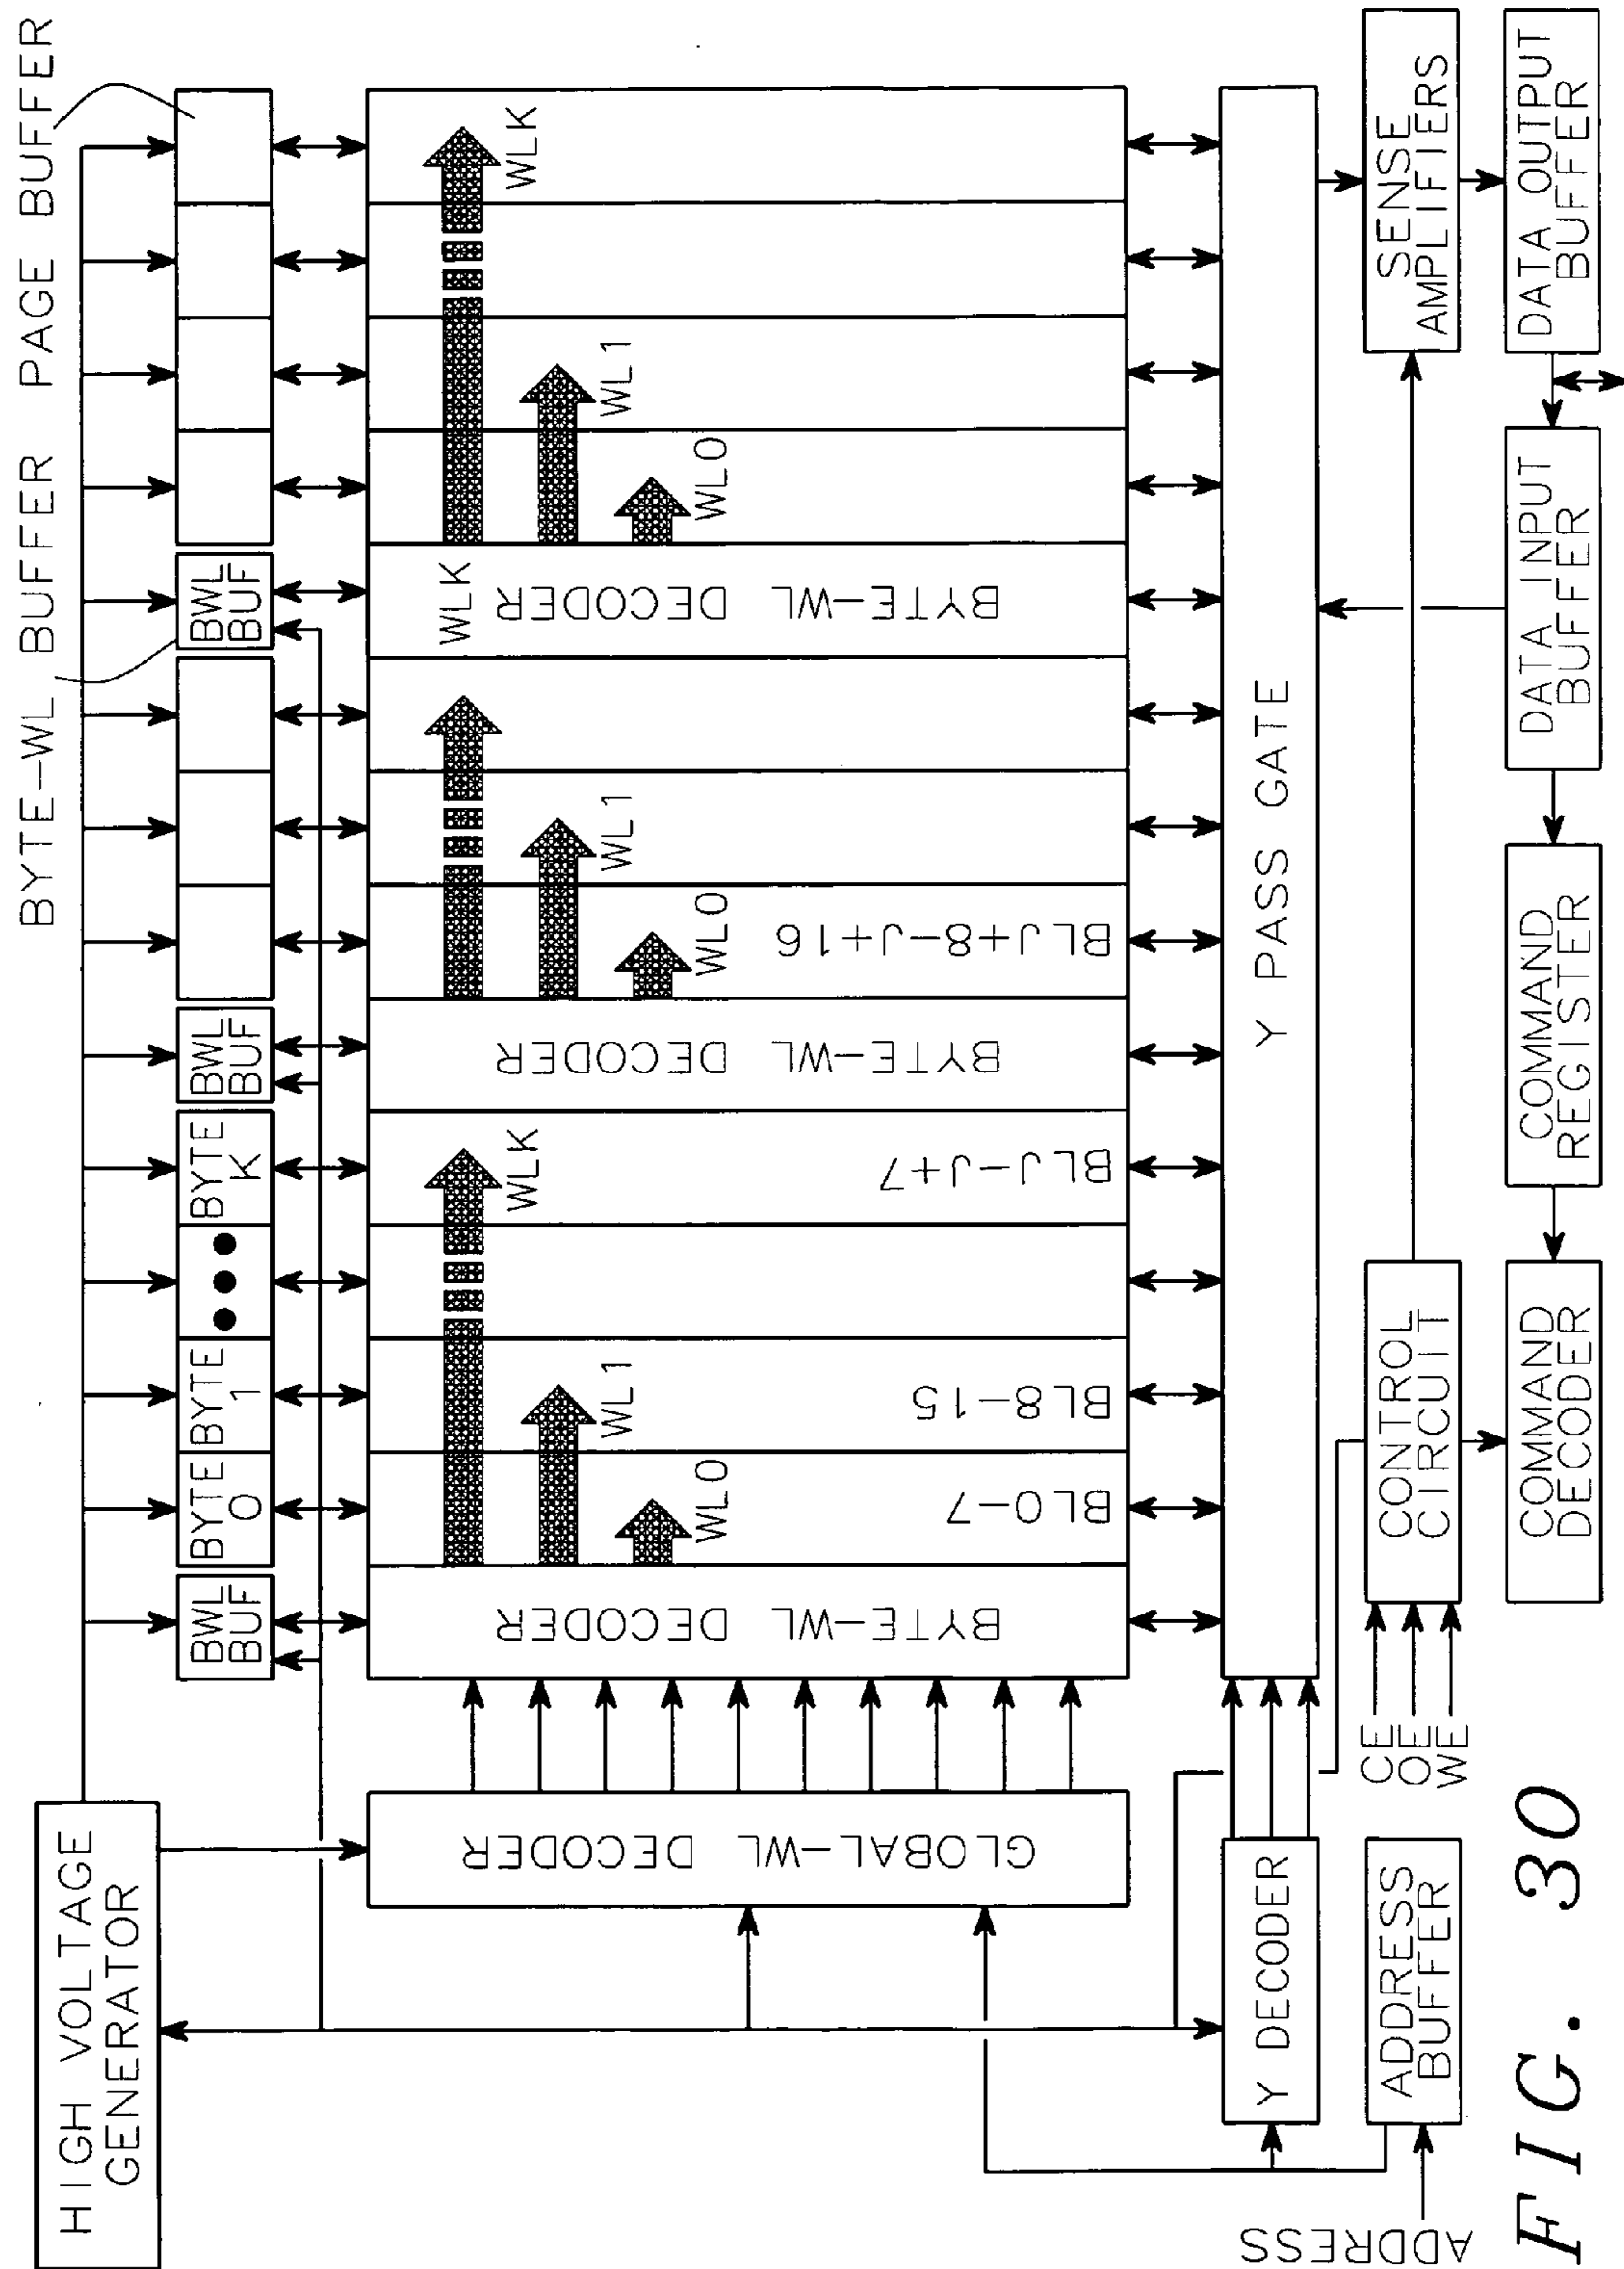 BYTE-WL BUFFER PAGE BUFFER
HIGH VOLTAGE
GENERATOR
BWL
BUF
BYTE
0
BYTE
1
●●●
BYTE
K
BWL
BUF
BWL
BUF
GLOBAL-WL DECODER
BYTE-WL DECODER
WLK
WL1
WL0
BL0-7
BL8-15
BLJ-J+7
BYTE-WL DECODER
WL1
WL0
BLJ+8-J+16
WLK
BYTE-WL DECODER
WLK
WL1
WL0
Y DECODER
Y PASS GATE
ADDRESS
ADDRESS
BUFFER
CE
OE
WE
CONTROL
CIRCUIT
SENSE
AMPLIFIERS
COMMAND
DECODER
COMMAND
REGISTER
DATA INPUT
BUFFER
DATA OUTPUT
BUFFER
FIG. 30